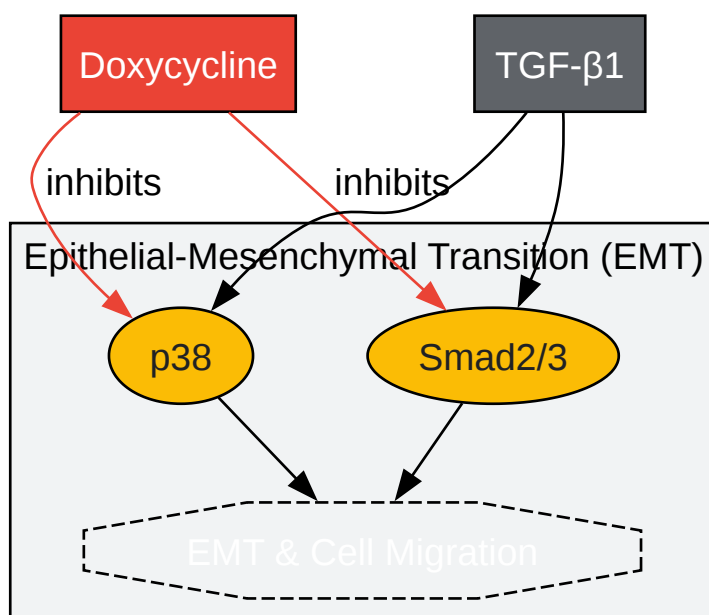 Doxycycline
TGF-β1
inhibits
inhibits
Epithelial-Mesenchymal Transition (EMT)
p38
Smad2/3
EMT & Cell Migration